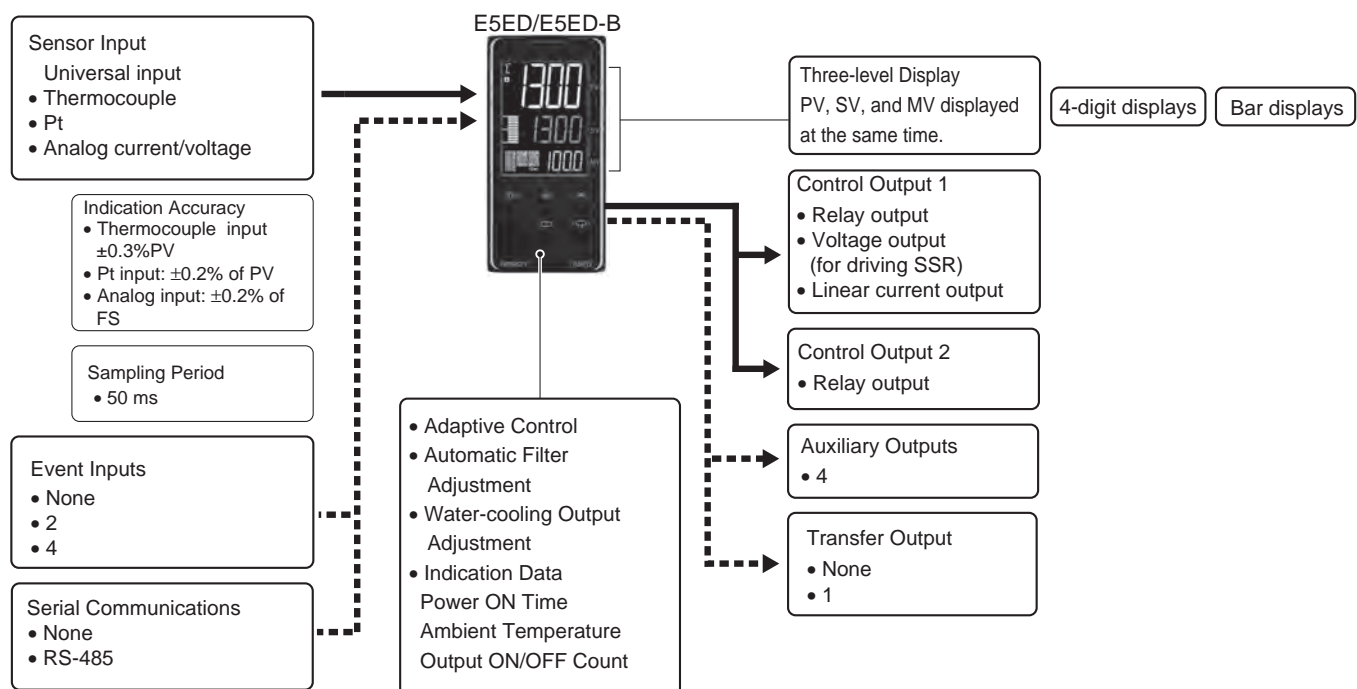 E5ED/E5ED-B
Sensor Input
Universal input
• Thermocouple
• Pt
• Analog current/voltage
Indication Accuracy
• Thermocouple input
±0.3%PV
• Pt input: ±0.2% of PV
• Analog input: ±0.2% of
FS
Sampling Period
• 50 ms
Event Inputs
• None
• 2
• 4
Serial Communications
• None
• RS-485
1300
1300
100.0
• Adaptive Control
• Automatic Filter
Adjustment
• Water-cooling Output
Adjustment
• Indication Data
Power ON Time
Ambient Temperature
Output ON/OFF Count
Three-level Display
PV, SV, and MV displayed
at the same time.
4-digit displays
Bar displays
Control Output 1
• Relay output
• Voltage output
(for driving SSR)
• Linear current output
Control Output 2
• Relay output
Auxiliary Outputs
• 4
Transfer Output
• None
• 1